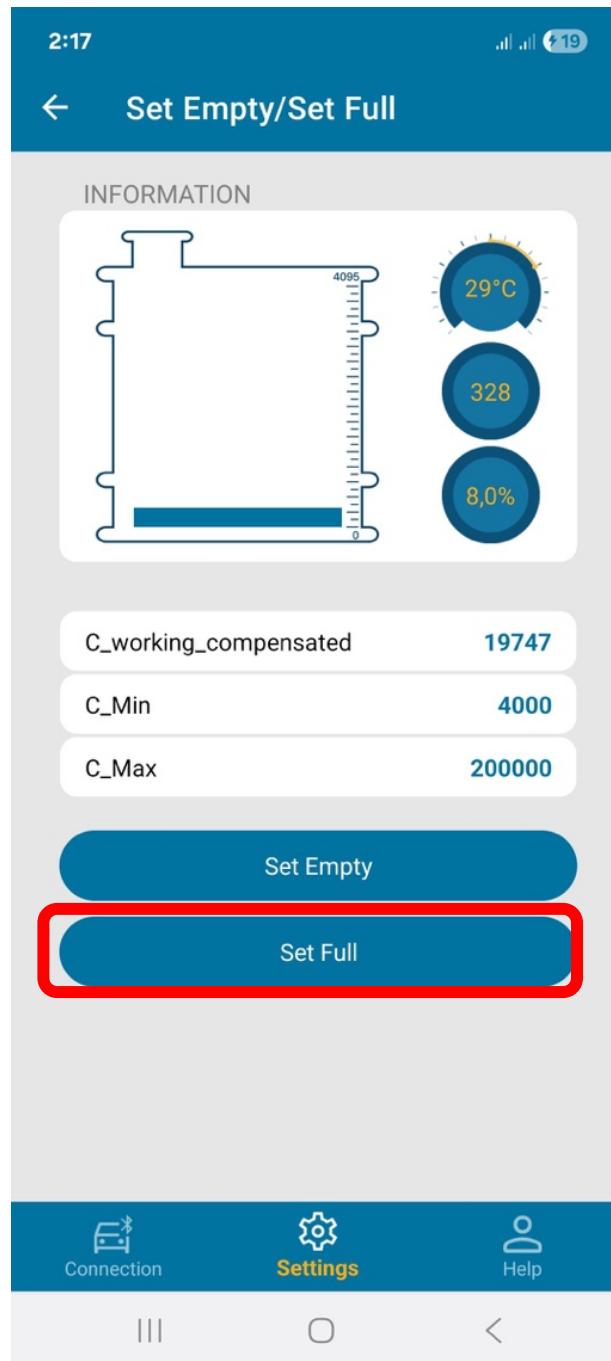 2:17
19
Set Empty/Set Full
INFORMATION
4095
0
29°C
328
8,0%
C_working_compensated 19747
C_Min 4000
C_Max 200000
Set Empty
Set Full
Connection Settings Help